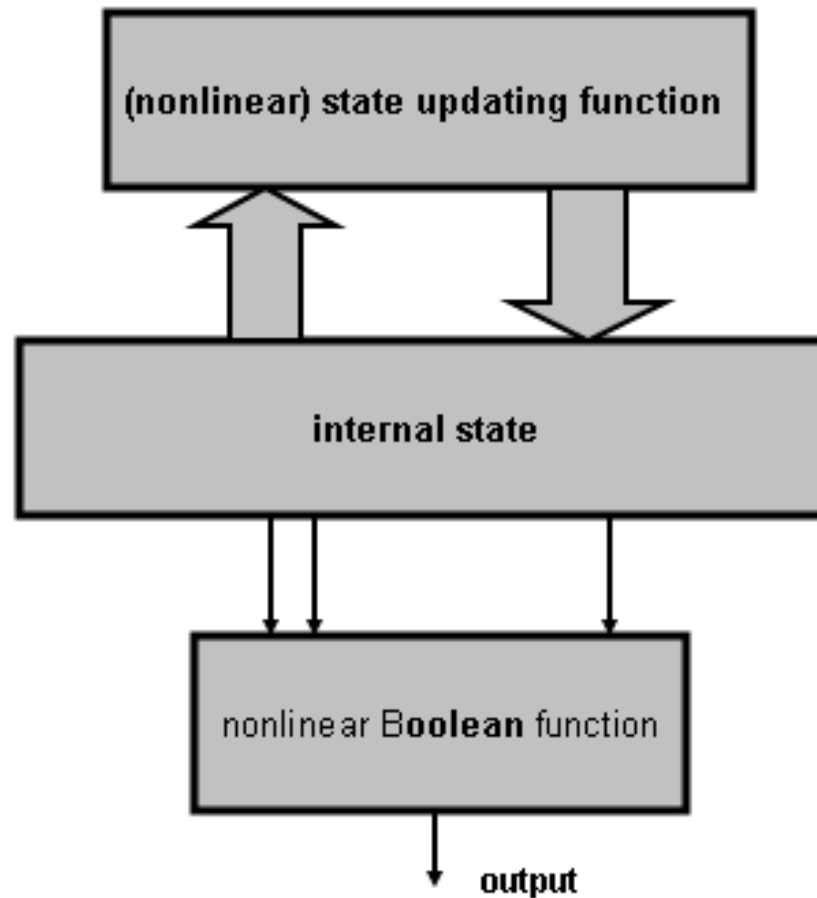 (nonlinear) state updating function
internal state
nonlinear Boolean function
output